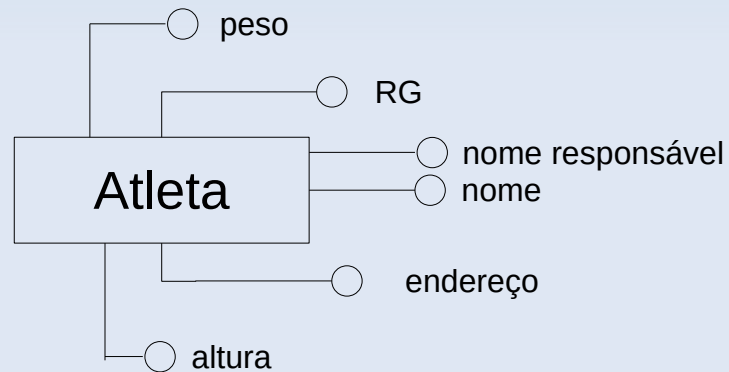 peso
RG
nome responsável
Atleta
nome
endereço
altura